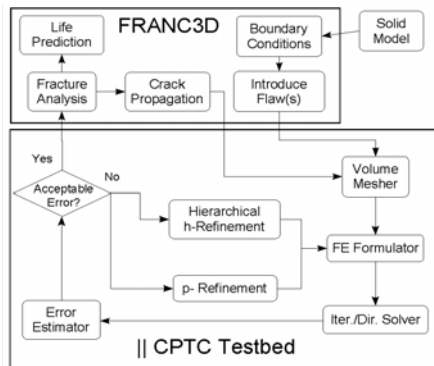 Life
Prediction
FRANC3D
Boundary
Conditions
Solid
Model
Fracture
Analysis
Crack
Propagation
Introduce
Flaw(s)
Yes
No
Acceptable
Error?
Volume
Mesher
Hierarchical
h-Refinement
FE Formulator
p- Refinement
Error
Estimator
Iter./Dir. Solver
|| CPTC Testbed